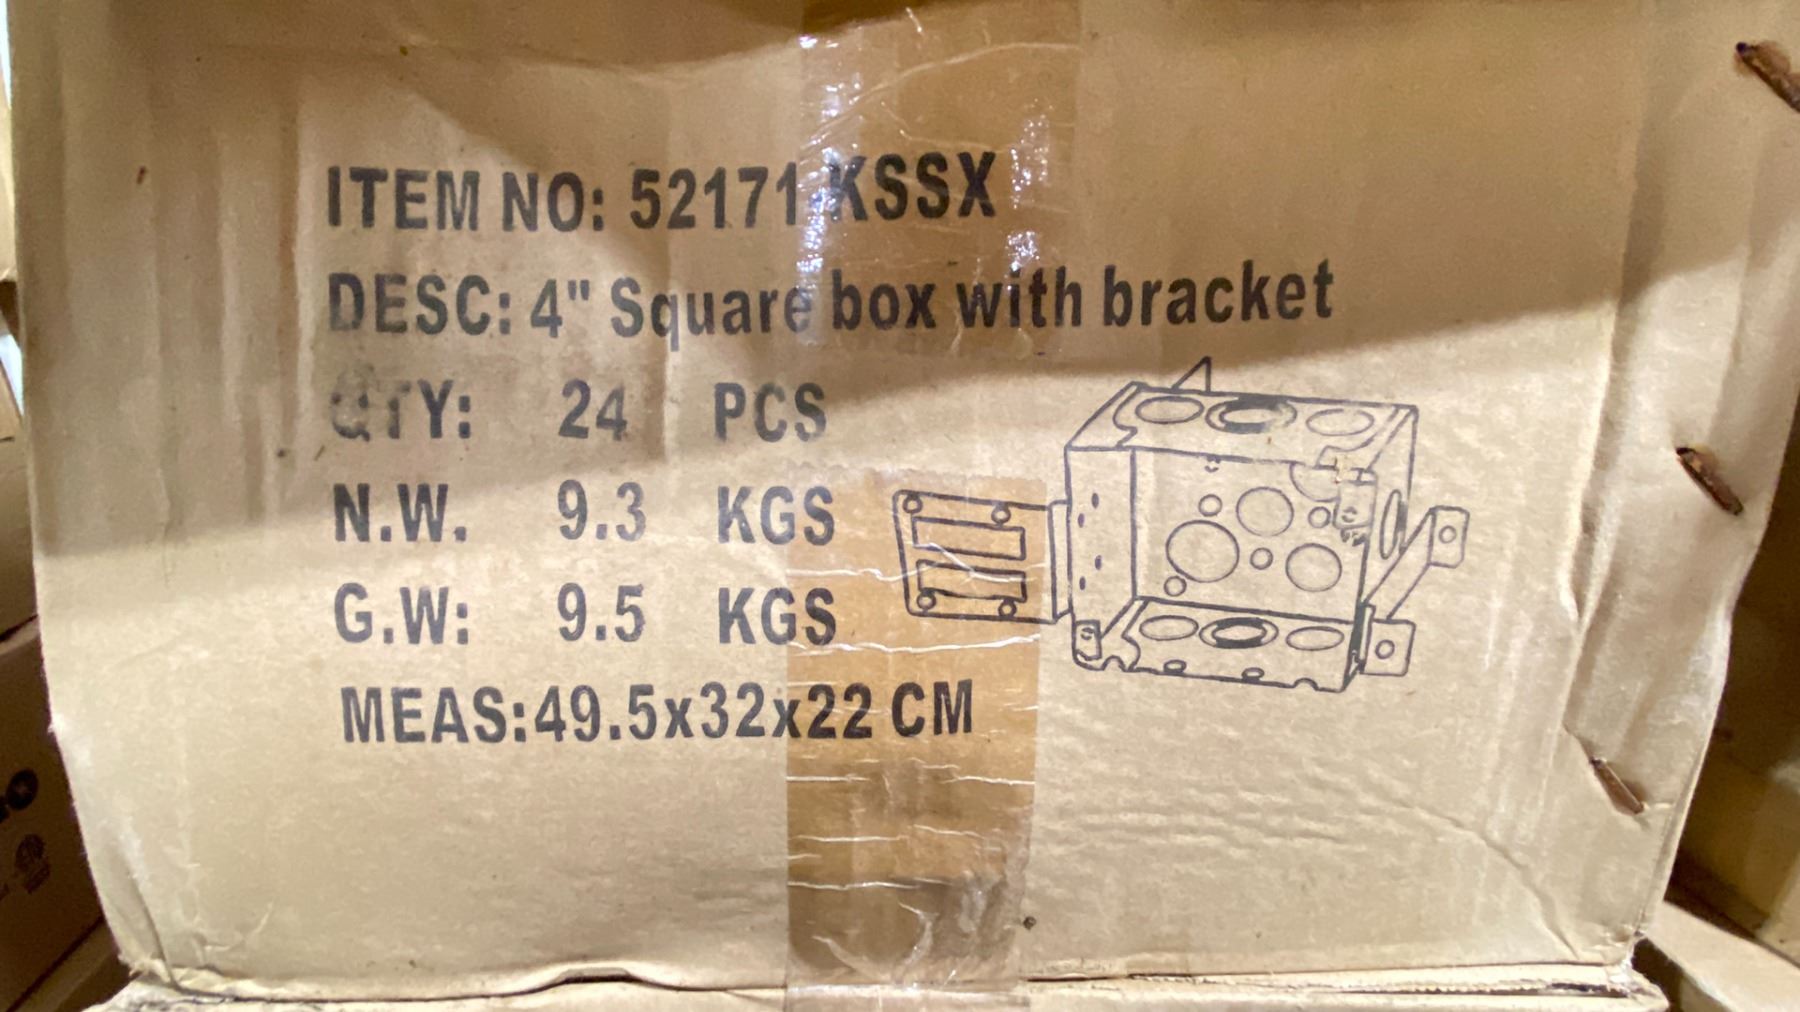 ITEM NO: 52171 KSSX
DESC: 4" Square box with bracket
QTY: 24 PCS
N.W. 9.3 KGS
G.W: 9.5 KGS
MEAS:49.5x32x22 CM